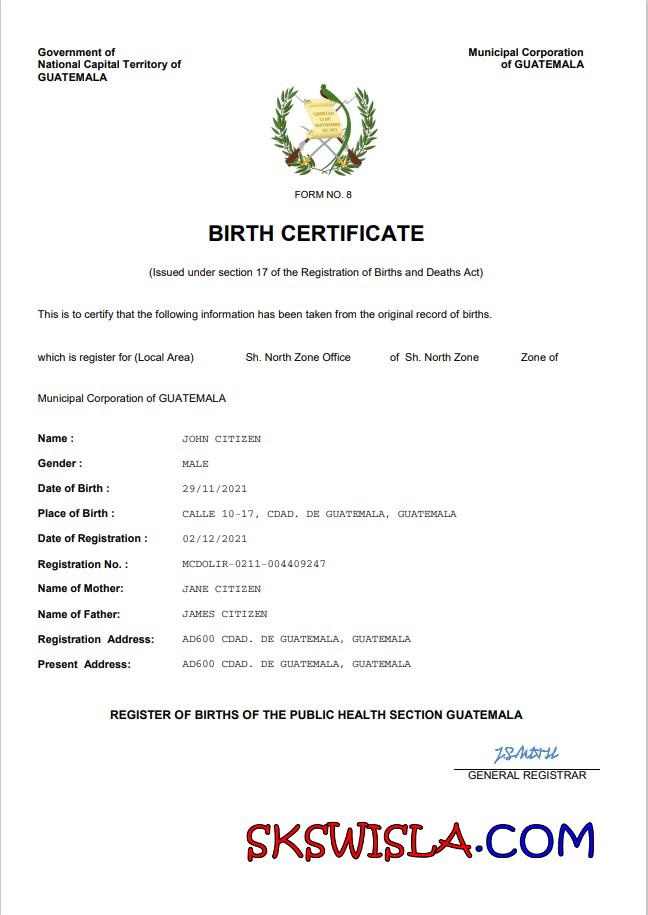 Government of
National Capital Territory of
GUATEMALA
Municipal Corporation
of GUATEMALA
LIBERTAD
15 DE
SEPTIEMBRE
DE 1821
FORM NO. 8
BIRTH CERTIFICATE
(Issued under section 17 of the Registration of Births and Deaths Act)
This is to certify that the following information has been taken from the original record of births.
which is register for (Local Area) Sh. North Zone Office of Sh. North Zone Zone of
Municipal Corporation of GUATEMALA
Name : JOHN CITIZEN
Gender : MALE
Date of Birth : 29/11/2021
Place of Birth : CALLE 10-17, CDAD. DE GUATEMALA, GUATEMALA
Date of Registration : 02/12/2021
Registration No. : MCDOLIR-0211-004409247
Name of Mother: JANE CITIZEN
Name of Father: JAMES CITIZEN
Registration Address: AD600 CDAD. DE GUATEMALA, GUATEMALA
Present Address: AD600 CDAD. DE GUATEMALA, GUATEMALA
REGISTER OF BIRTHS OF THE PUBLIC HEALTH SECTION GUATEMALA
GENERAL REGISTRAR
SKSWISLA.COM